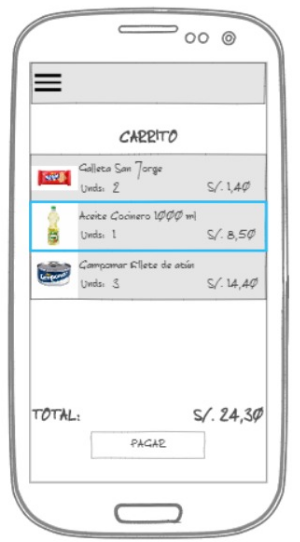 CARRITO
Galleta San Jorge
Unds: 2 S/. 1,40
Aceite Cocinero 1000 ml
Unds: 1 S/. 8,50
Campomar Filete de atún
Unds: 3 S/. 14,40
TOTAL: S/. 24,30
PAGAR